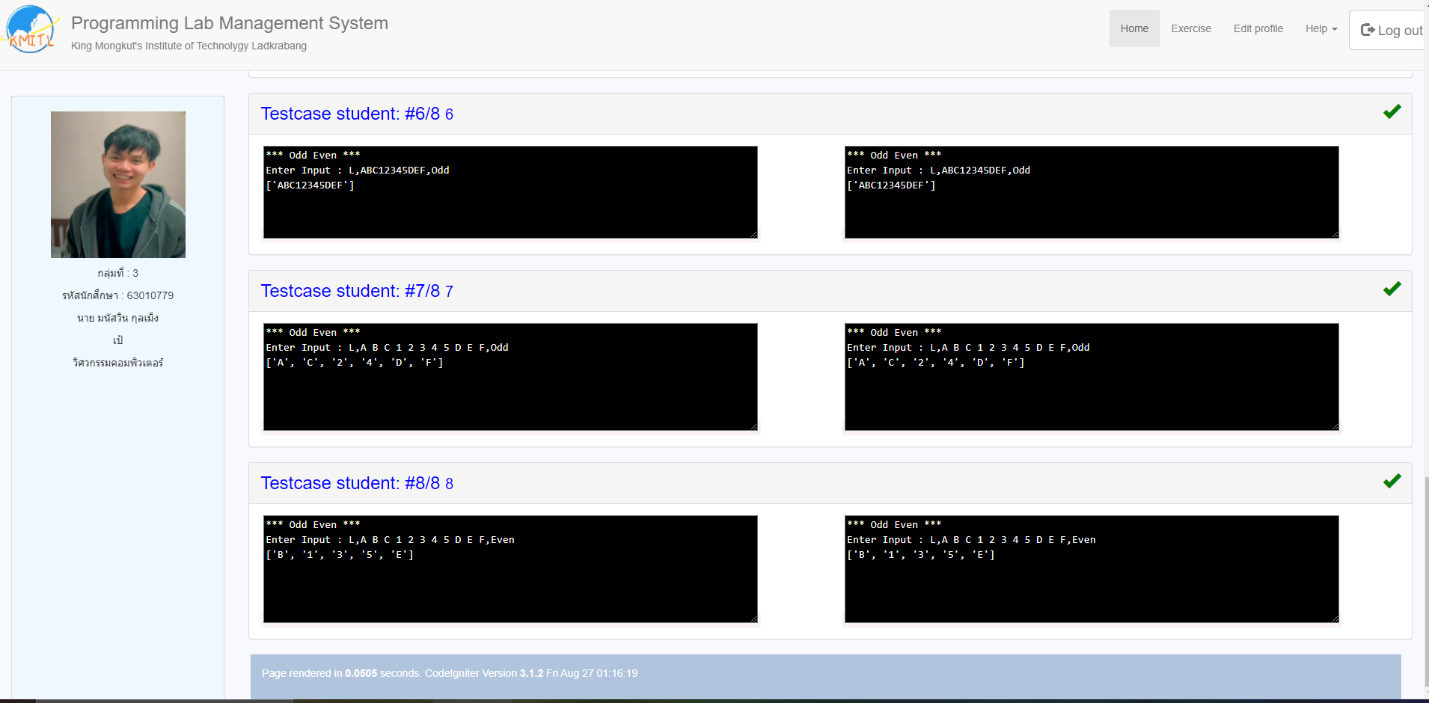 KMITL
Programming Lab Management System
King Mongkut's Institute of Technolygy Ladkrabang
Home
Exercise
Edit profile
Help
Log out
กลุ่มที่ : 3
รหัสนักศึกษา : 63010779
นาย มนัสวิน กุลเม็ง
เป้
วิศวกรรมคอมพิวเตอร์
Testcase student: #6/8 6
*** Odd Even ***
Enter Input : L,ABC12345DEF,Odd
['ABC12345DEF']
*** Odd Even ***
Enter Input : L,ABC12345DEF,Odd
['ABC12345DEF']
Testcase student: #7/8 7
*** Odd Even ***
Enter Input : L,A B C 1 2 3 4 5 D E F,Odd
['A', 'C', '2', '4', 'D', 'F']
*** Odd Even ***
Enter Input : L,A B C 1 2 3 4 5 D E F,Odd
['A', 'C', '2', '4', 'D', 'F']
Testcase student: #8/8 8
*** Odd Even ***
Enter Input : L,A B C 1 2 3 4 5 D E F,Even
['B', '1', '3', '5', 'E']
*** Odd Even ***
Enter Input : L,A B C 1 2 3 4 5 D E F,Even
['B', '1', '3', '5', 'E']
Page rendered in 0.0505 seconds. CodeIgniter Version 3.1.2 Fri Aug 27 01:16:19